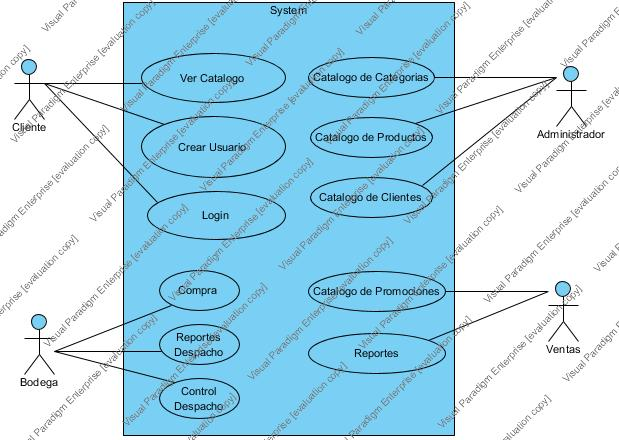 System
Ver Catalogo
Catalogo de Categorias
Cliente
Crear Usuario
Catalogo de Productos
Administrador
Login
Catalogo de Clientes
Compra
Catalogo de Promociones
Reportes
Despacho
Reportes
Ventas
Bodega
Control
Despacho
Visual Paradigm Enterprise [evaluation copy]